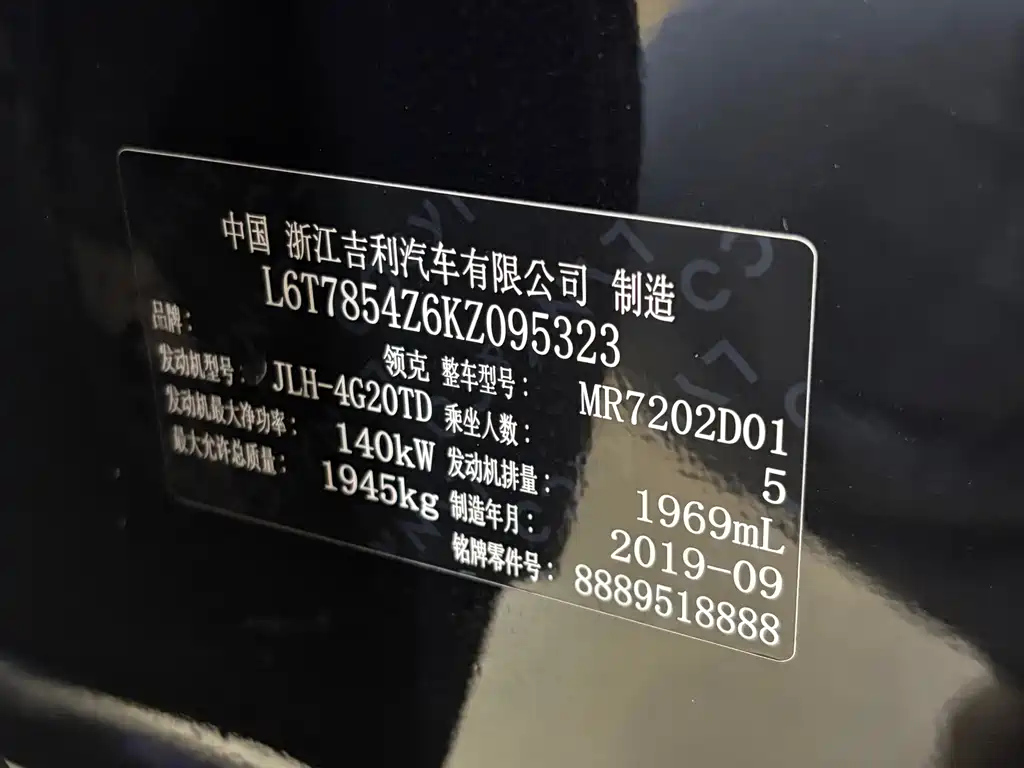 中国 浙江吉利汽车有限公司 制造
L6T7854Z6KZ095323
品牌： 领克 整车型号： MR7202D01
发动机型号： JLH-4G20TD 乘坐人数： 5
发动机最大净功率： 140kW 发动机排量： 1969mL
最大允许总质量： 1945kg 制造年月： 2019-09
铭牌零件号： 8889518888